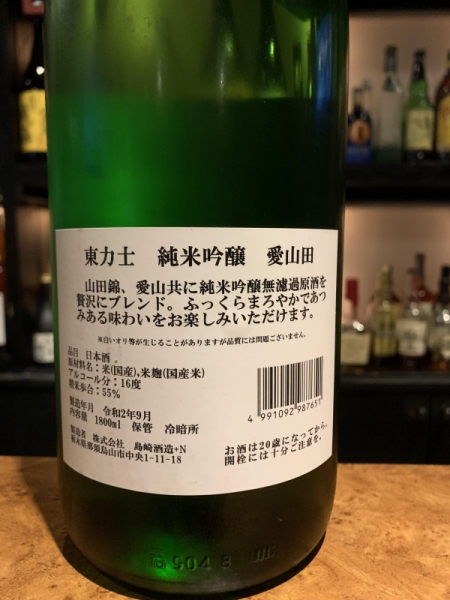 東力士　純米吟醸　愛山田
山田錦、愛山共に純米吟醸無濾過原酒を
贅沢にブレンド。ふっくらまろやかであつ
みある味わいをお楽しみいただけます。
※白いオリ等が生じることがありますが品質には問題ございません。
品目　日本酒
原材料名：米(国産)、米麹(国産米)
アルコール分：16度
精米歩合：55%
製造年月　令和2年9月
内容量　1800ml　保管　冷暗所
製造者　株式会社　島崎酒造+N
栃木県那須烏山市中央1-11-18
4 991092 987651
お酒は20歳になってから。
開栓には十分ご注意を。